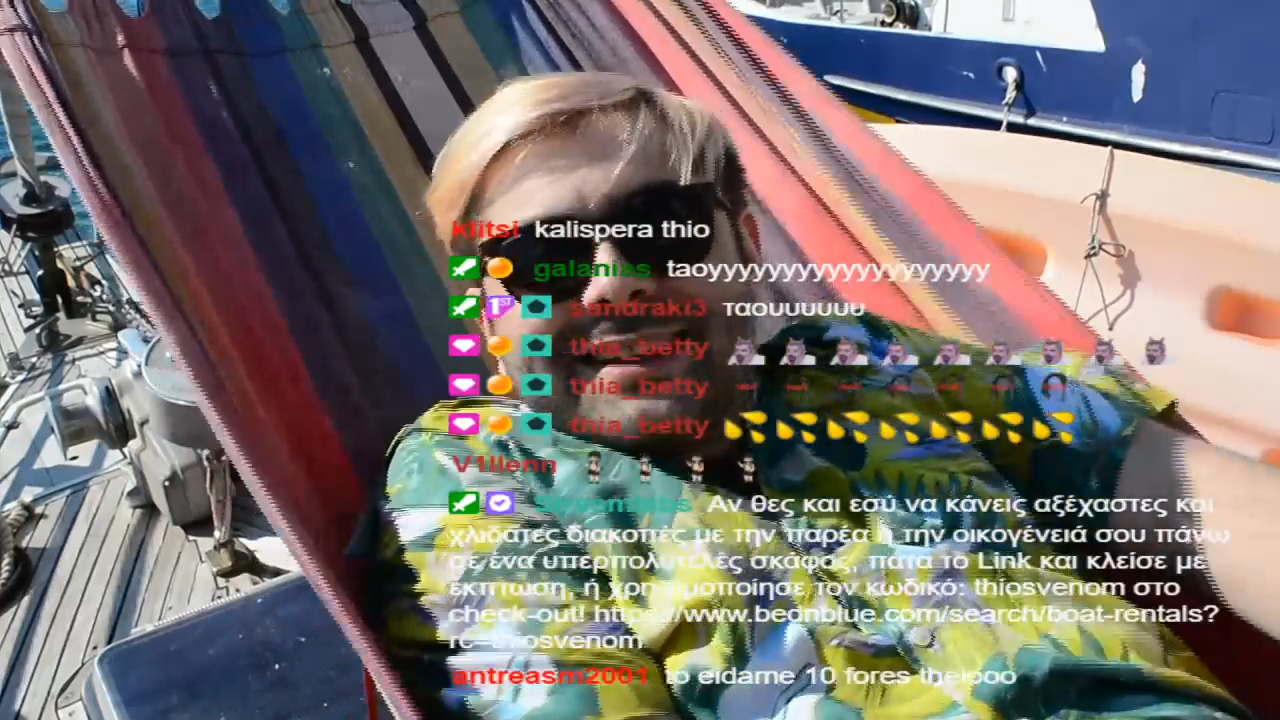 klitsi kalispera thio
galanias taoyyyyyyyyyyyyyyyyyyy
1ST sandraki3 ταουυυυυυ
thia_betty
thia_betty
thia_betty
V1llenn
Αν θες και εσύ να κάνεις αξέχαστες και
χλιδάτες διακοπές με την παρέα ή την οικογένειά σου πάνω
σε ένα υπερπολυτελές σκάφος, πάτα το Link και κλείσε με
έκπτωση, ή χρησιμοποίησε τον κωδικό: thiosvenom στο
check-out! https://www.bednblue.com/search/boat-rentals?
rc=thiosvenom
antreasm2001 to eidame 10 fores theiooo